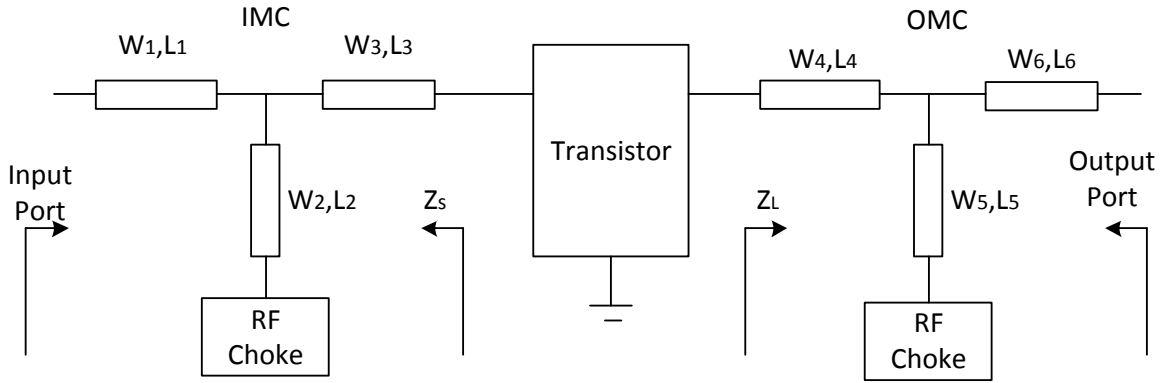 IMC
OMC
W1,L1
W3,L3
W4,L4
W6,L6
Transistor
Input
Port
W2,L2
ZS
ZL
W5,L5
Output
Port
RF
Choke
RF
Choke